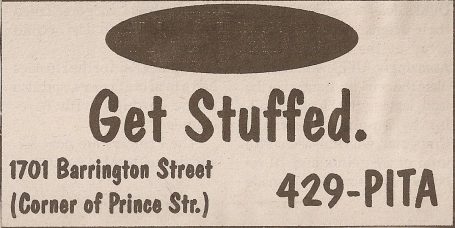 Get Stuffed.
1701 Barrington Street
(Corner of Prince Str.)
429-PITA